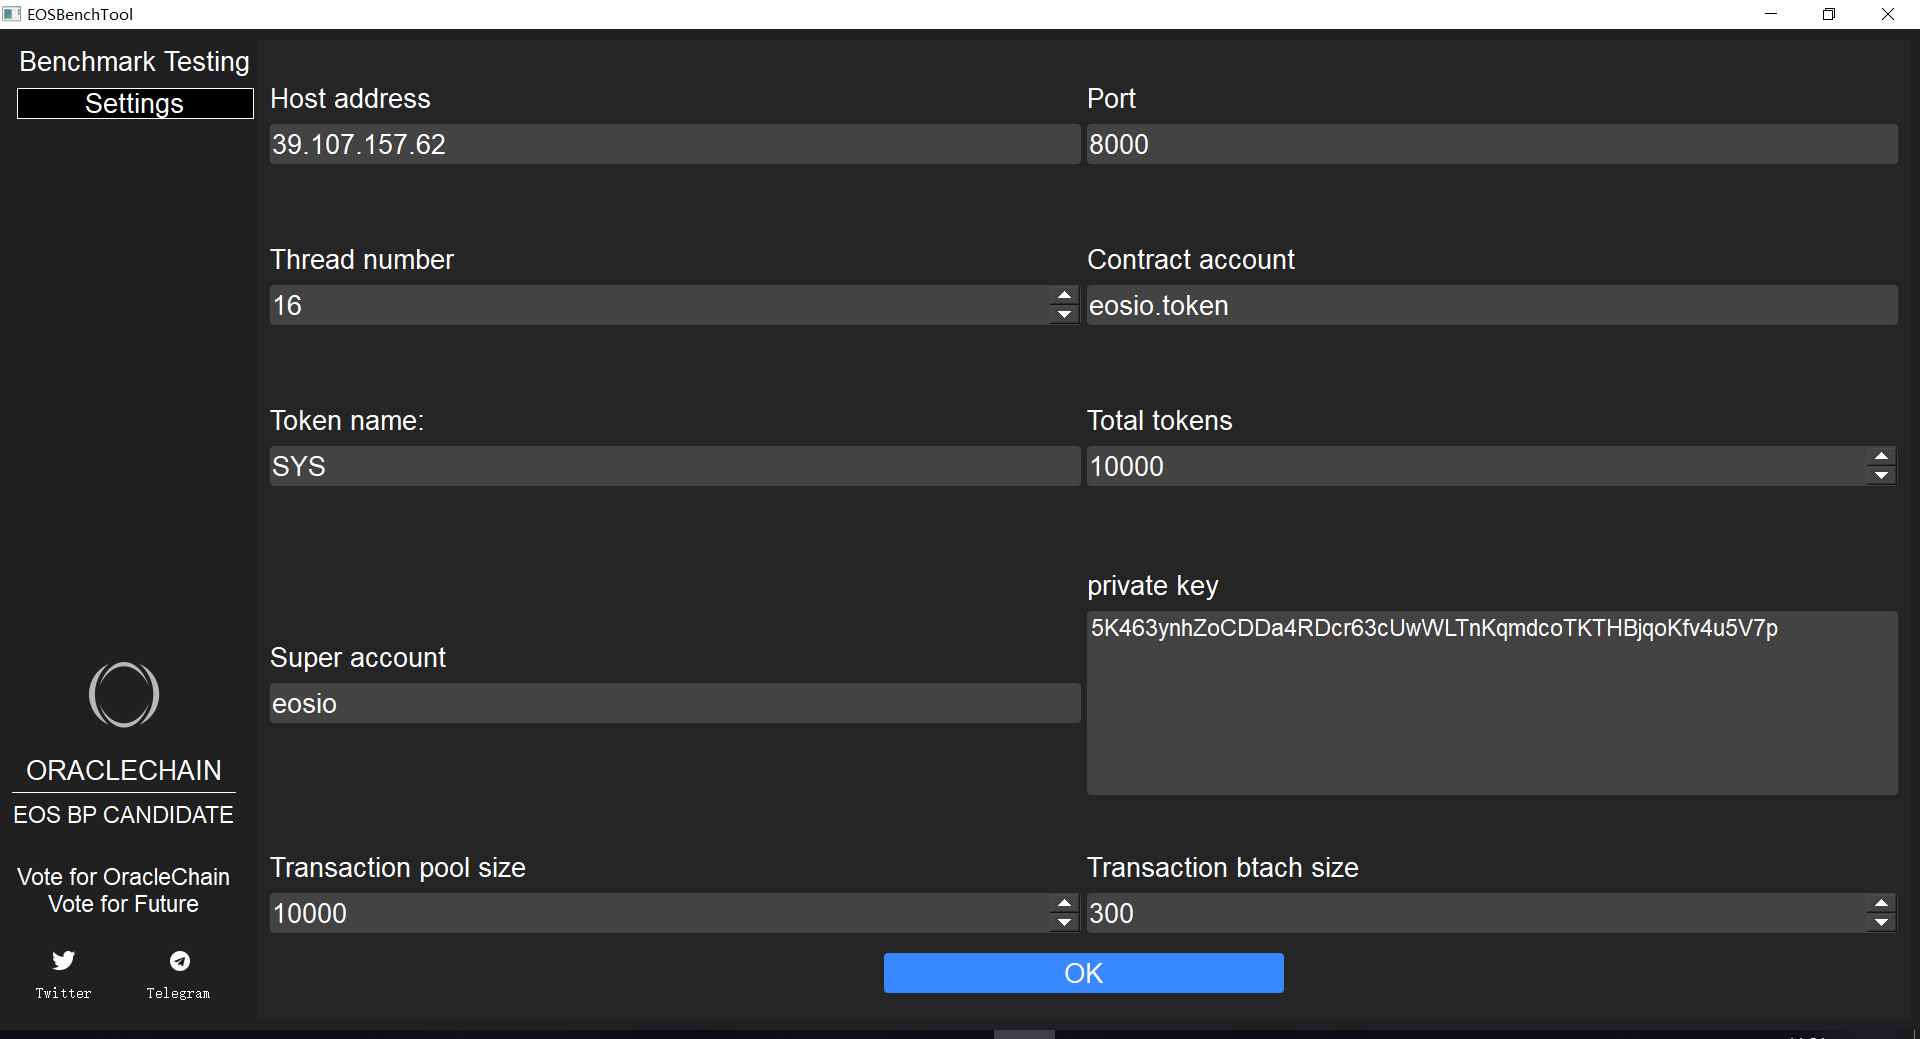 EOSBenchTool
Benchmark Testing
Settings
Host address
39.107.157.62
Port
8000
Thread number
16
Contract account
eosio.token
Token name:
SYS
Total tokens
10000
Super account
eosio
private key
5K463ynhZoCDDa4RDcr63cUwWLTnKqmdcoTKTHBjqoKfv4u5V7p
Transaction pool size
10000
Transaction btach size
300
OK
ORACLECHAIN
EOS BP CANDIDATE
Vote for OracleChain
Vote for Future
Twitter
Telegram